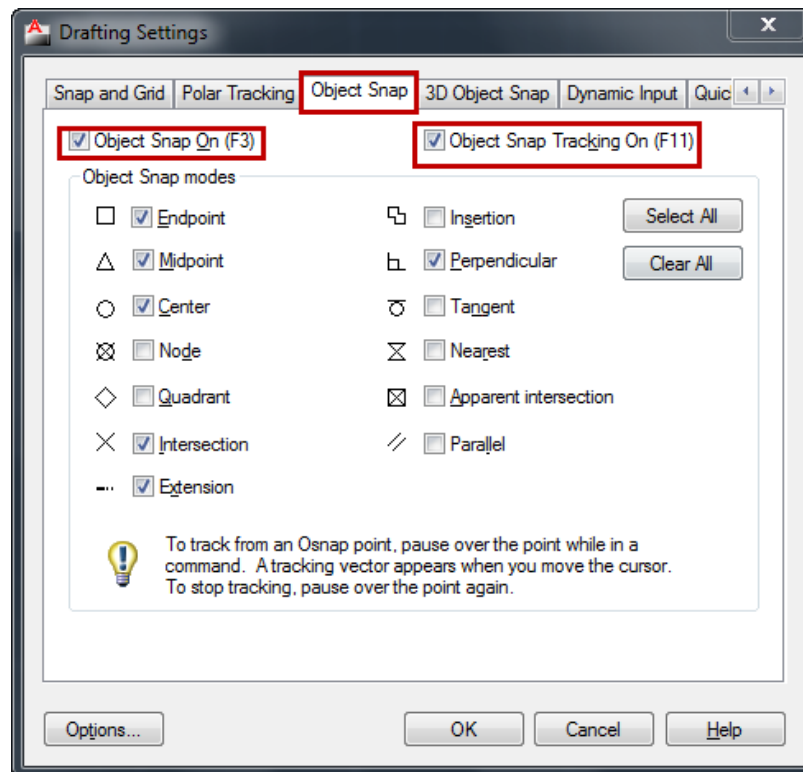 Drafting Settings
X
Snap and Grid Polar Tracking Object Snap 3D Object Snap Dynamic Input Quic
Object Snap On (F3) Object Snap Tracking On (F11)
Object Snap modes
Endpoint Insertion Select All
Midpoint Perpendicular Clear All
Center Tangent
Node Nearest
Quadrant Apparent intersection
Intersection Parallel
Extension
To track from an Osnap point, pause over the point while in a
command. A tracking vector appears when you move the cursor.
To stop tracking, pause over the point again.
Options... OK Cancel Help